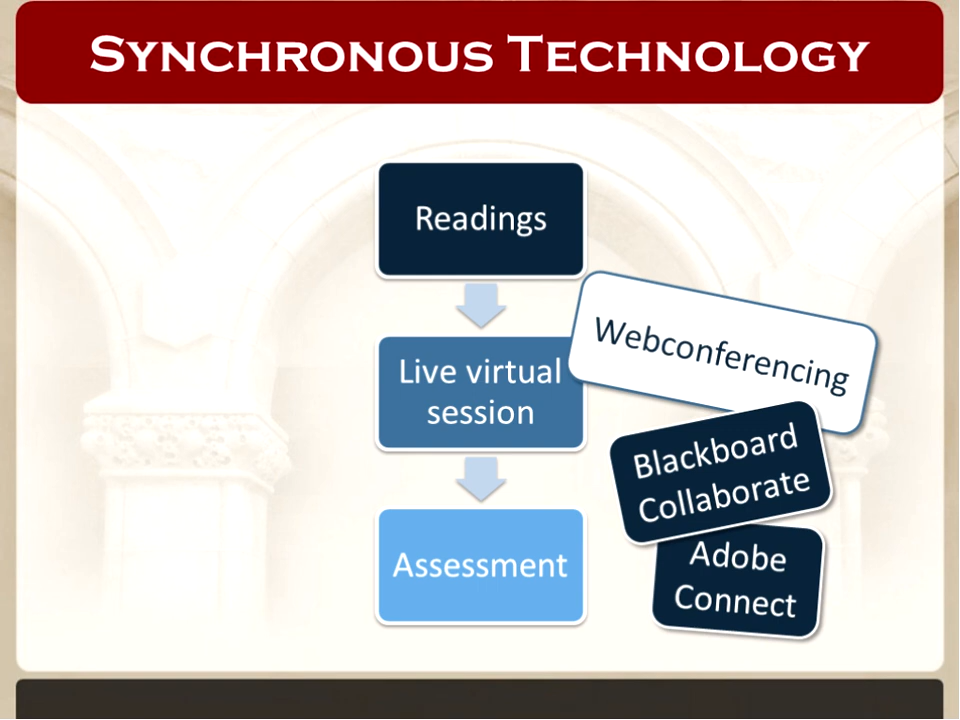 SYNCHRONOUS TECHNOLOGY
Readings
Live virtual
session
Assessment
Webconferencing
Blackboard
Collaborate
Adobe
Connect